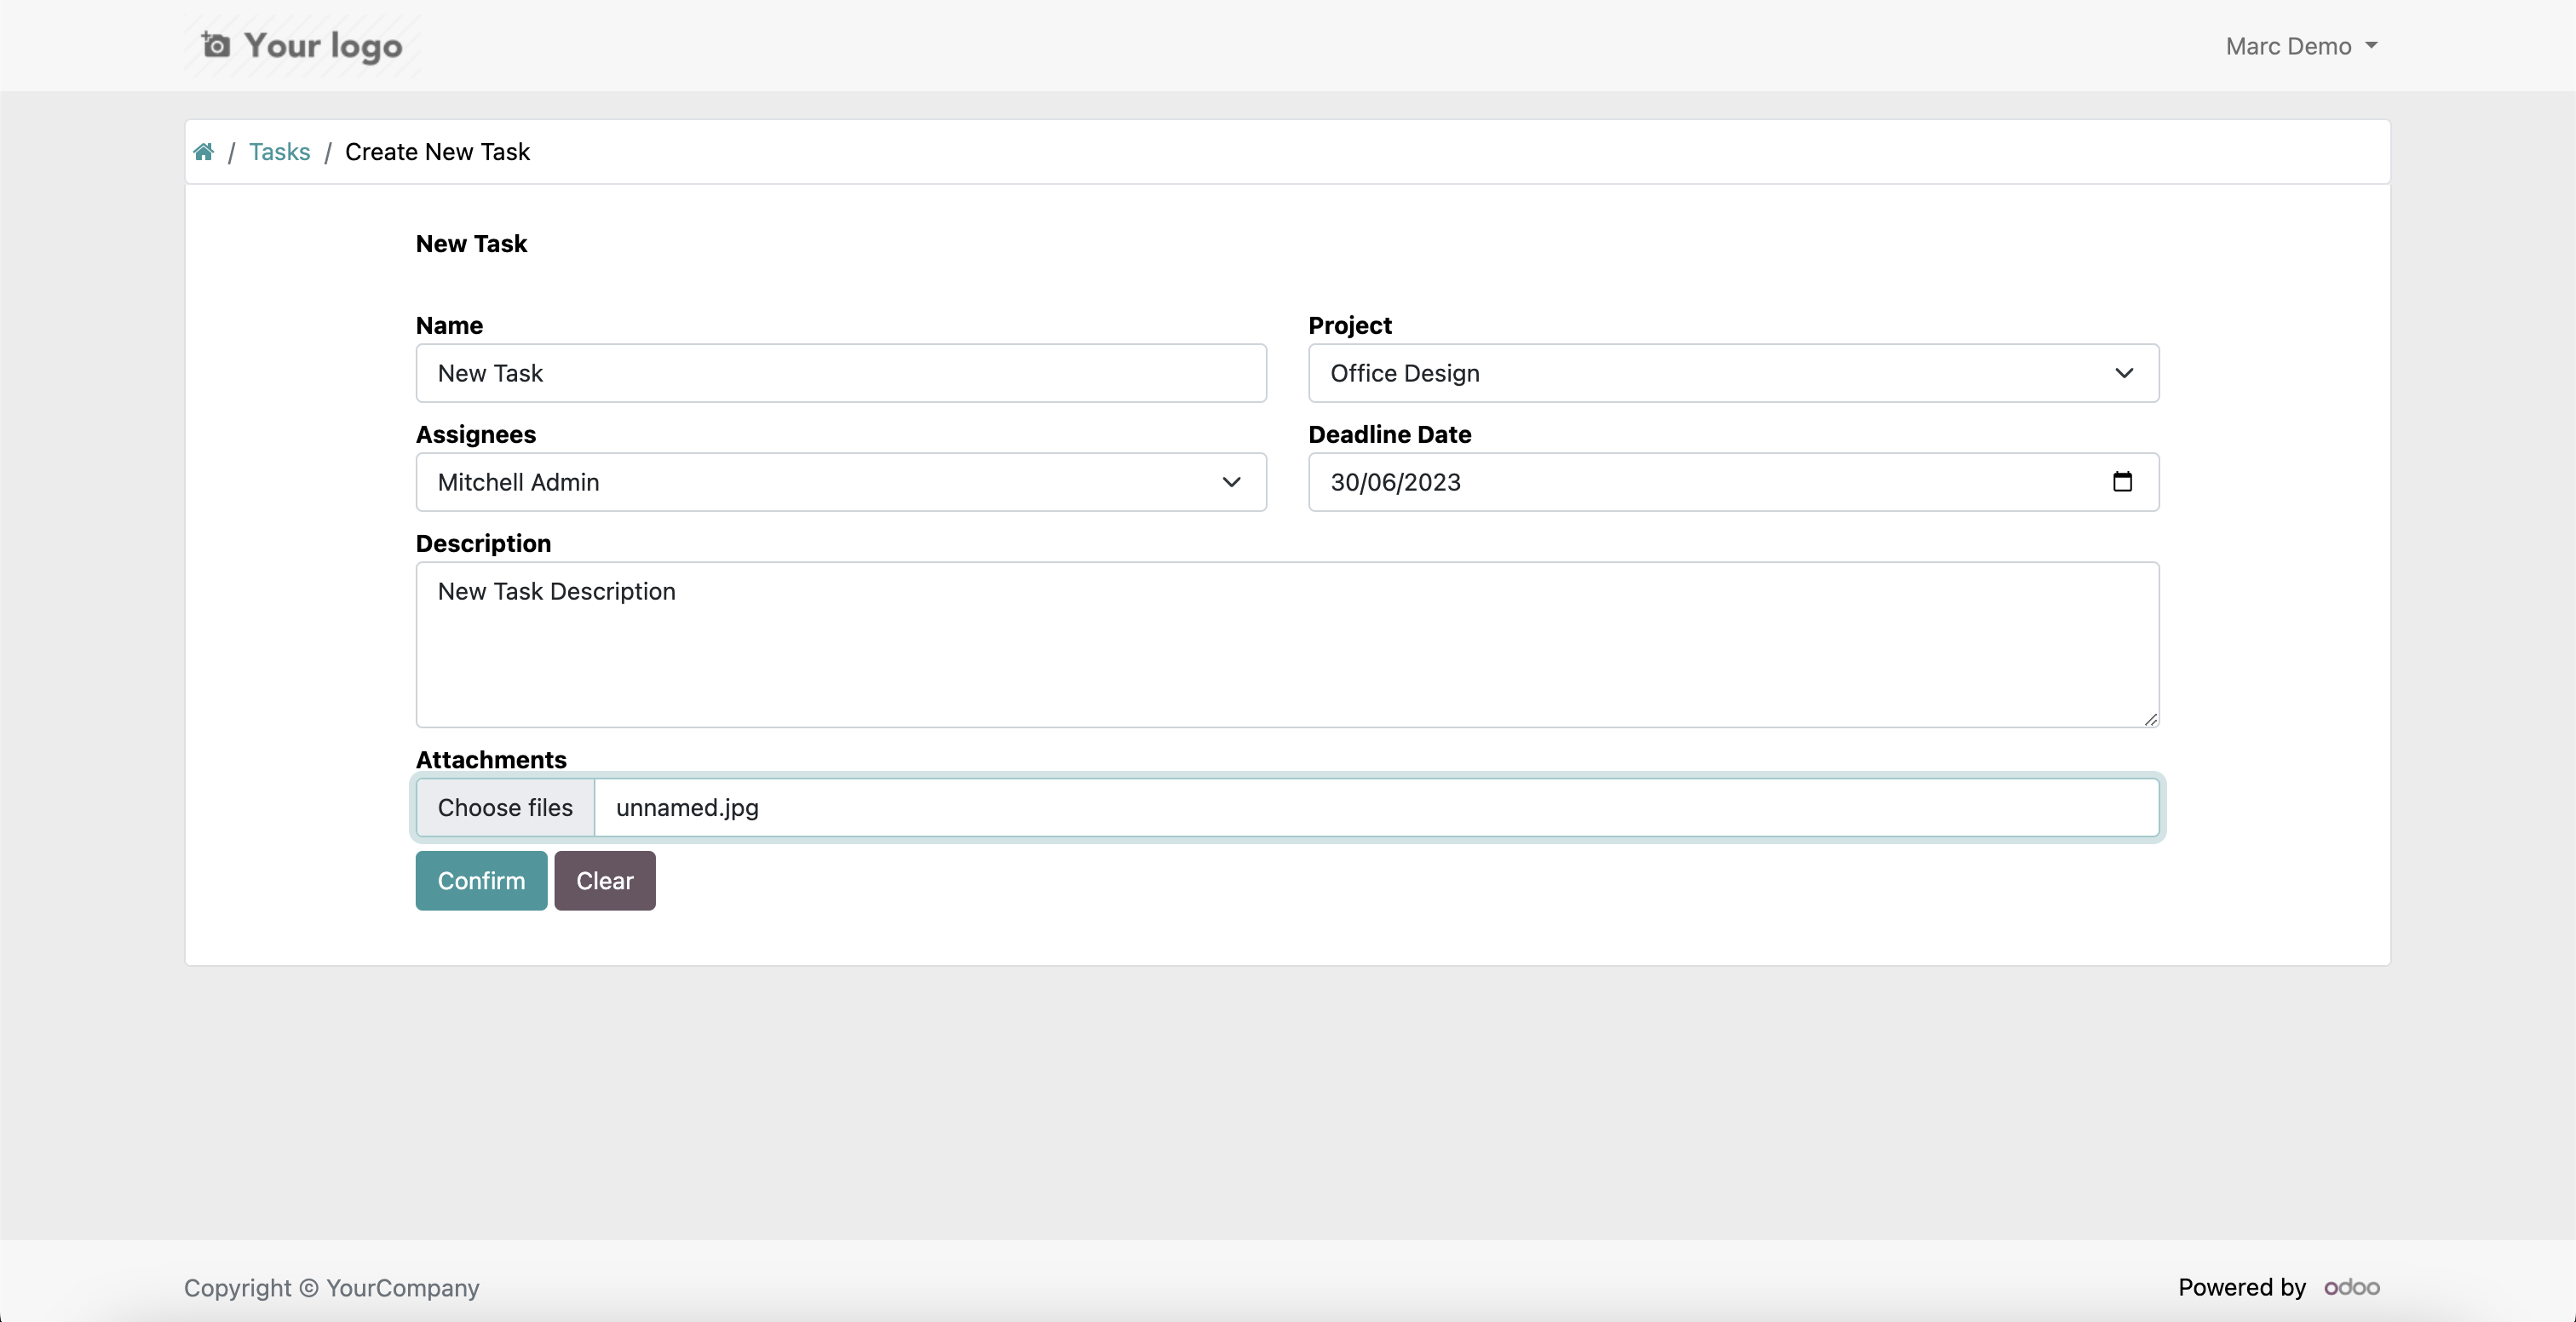 Your logo
Marc Demo
/ Tasks / Create New Task
New Task
Name
Project
New Task
Office Design
Assignees
Deadline Date
Mitchell Admin
30/06/2023
Description
New Task Description
Attachments
Choose files unnamed.jpg
Confirm Clear
Copyright © YourCompany
Powered by odoo